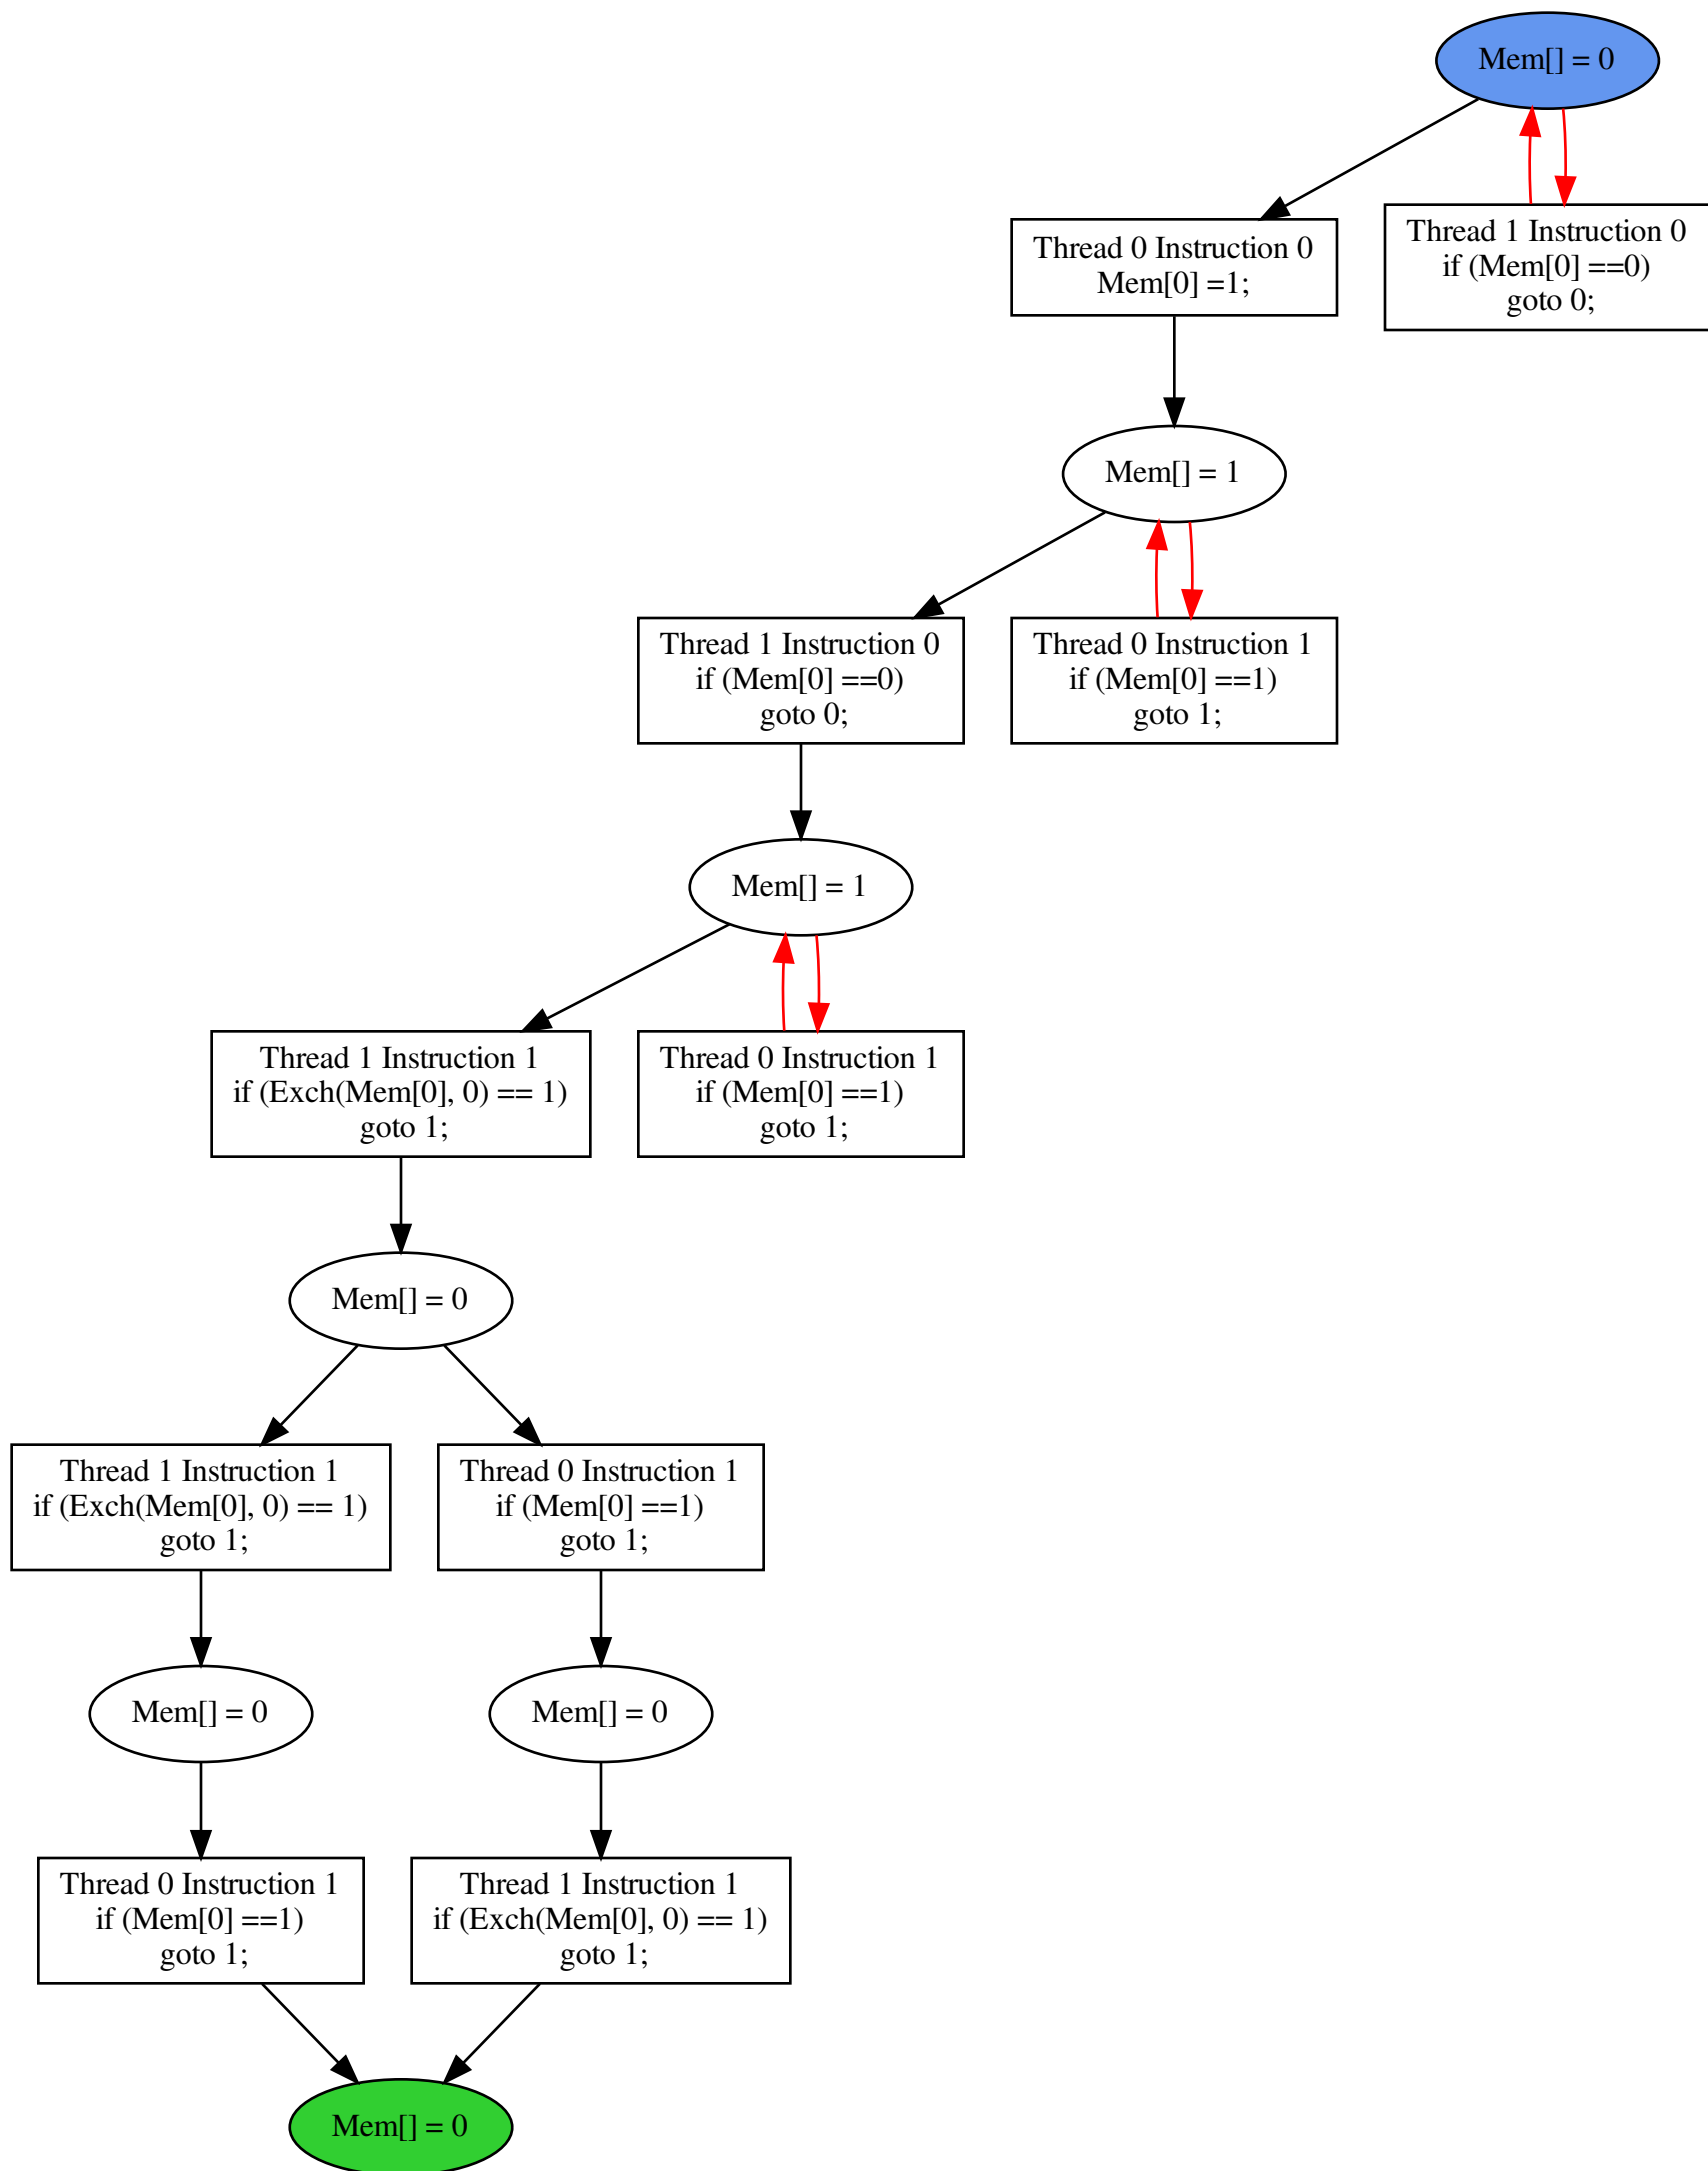 Mem[] = 0
Thread 0 Instruction 0
Mem[0] =1;
Thread 1 Instruction 0
if (Mem[0] ==0)
goto 0;
Mem[] = 1
Thread 1 Instruction 0
if (Mem[0] ==0)
goto 0;
Thread 0 Instruction 1
if (Mem[0] ==1)
goto 1;
Mem[] = 1
Thread 1 Instruction 1
if (Exch(Mem[0], 0) == 1)
goto 1;
Thread 0 Instruction 1
if (Mem[0] ==1)
goto 1;
Mem[] = 0
Thread 1 Instruction 1
if (Exch(Mem[0], 0) == 1)
goto 1;
Thread 0 Instruction 1
if (Mem[0] ==1)
goto 1;
Mem[] = 0
Mem[] = 0
Thread 0 Instruction 1
if (Mem[0] ==1)
goto 1;
Thread 1 Instruction 1
if (Exch(Mem[0], 0) == 1)
goto 1;
Mem[] = 0